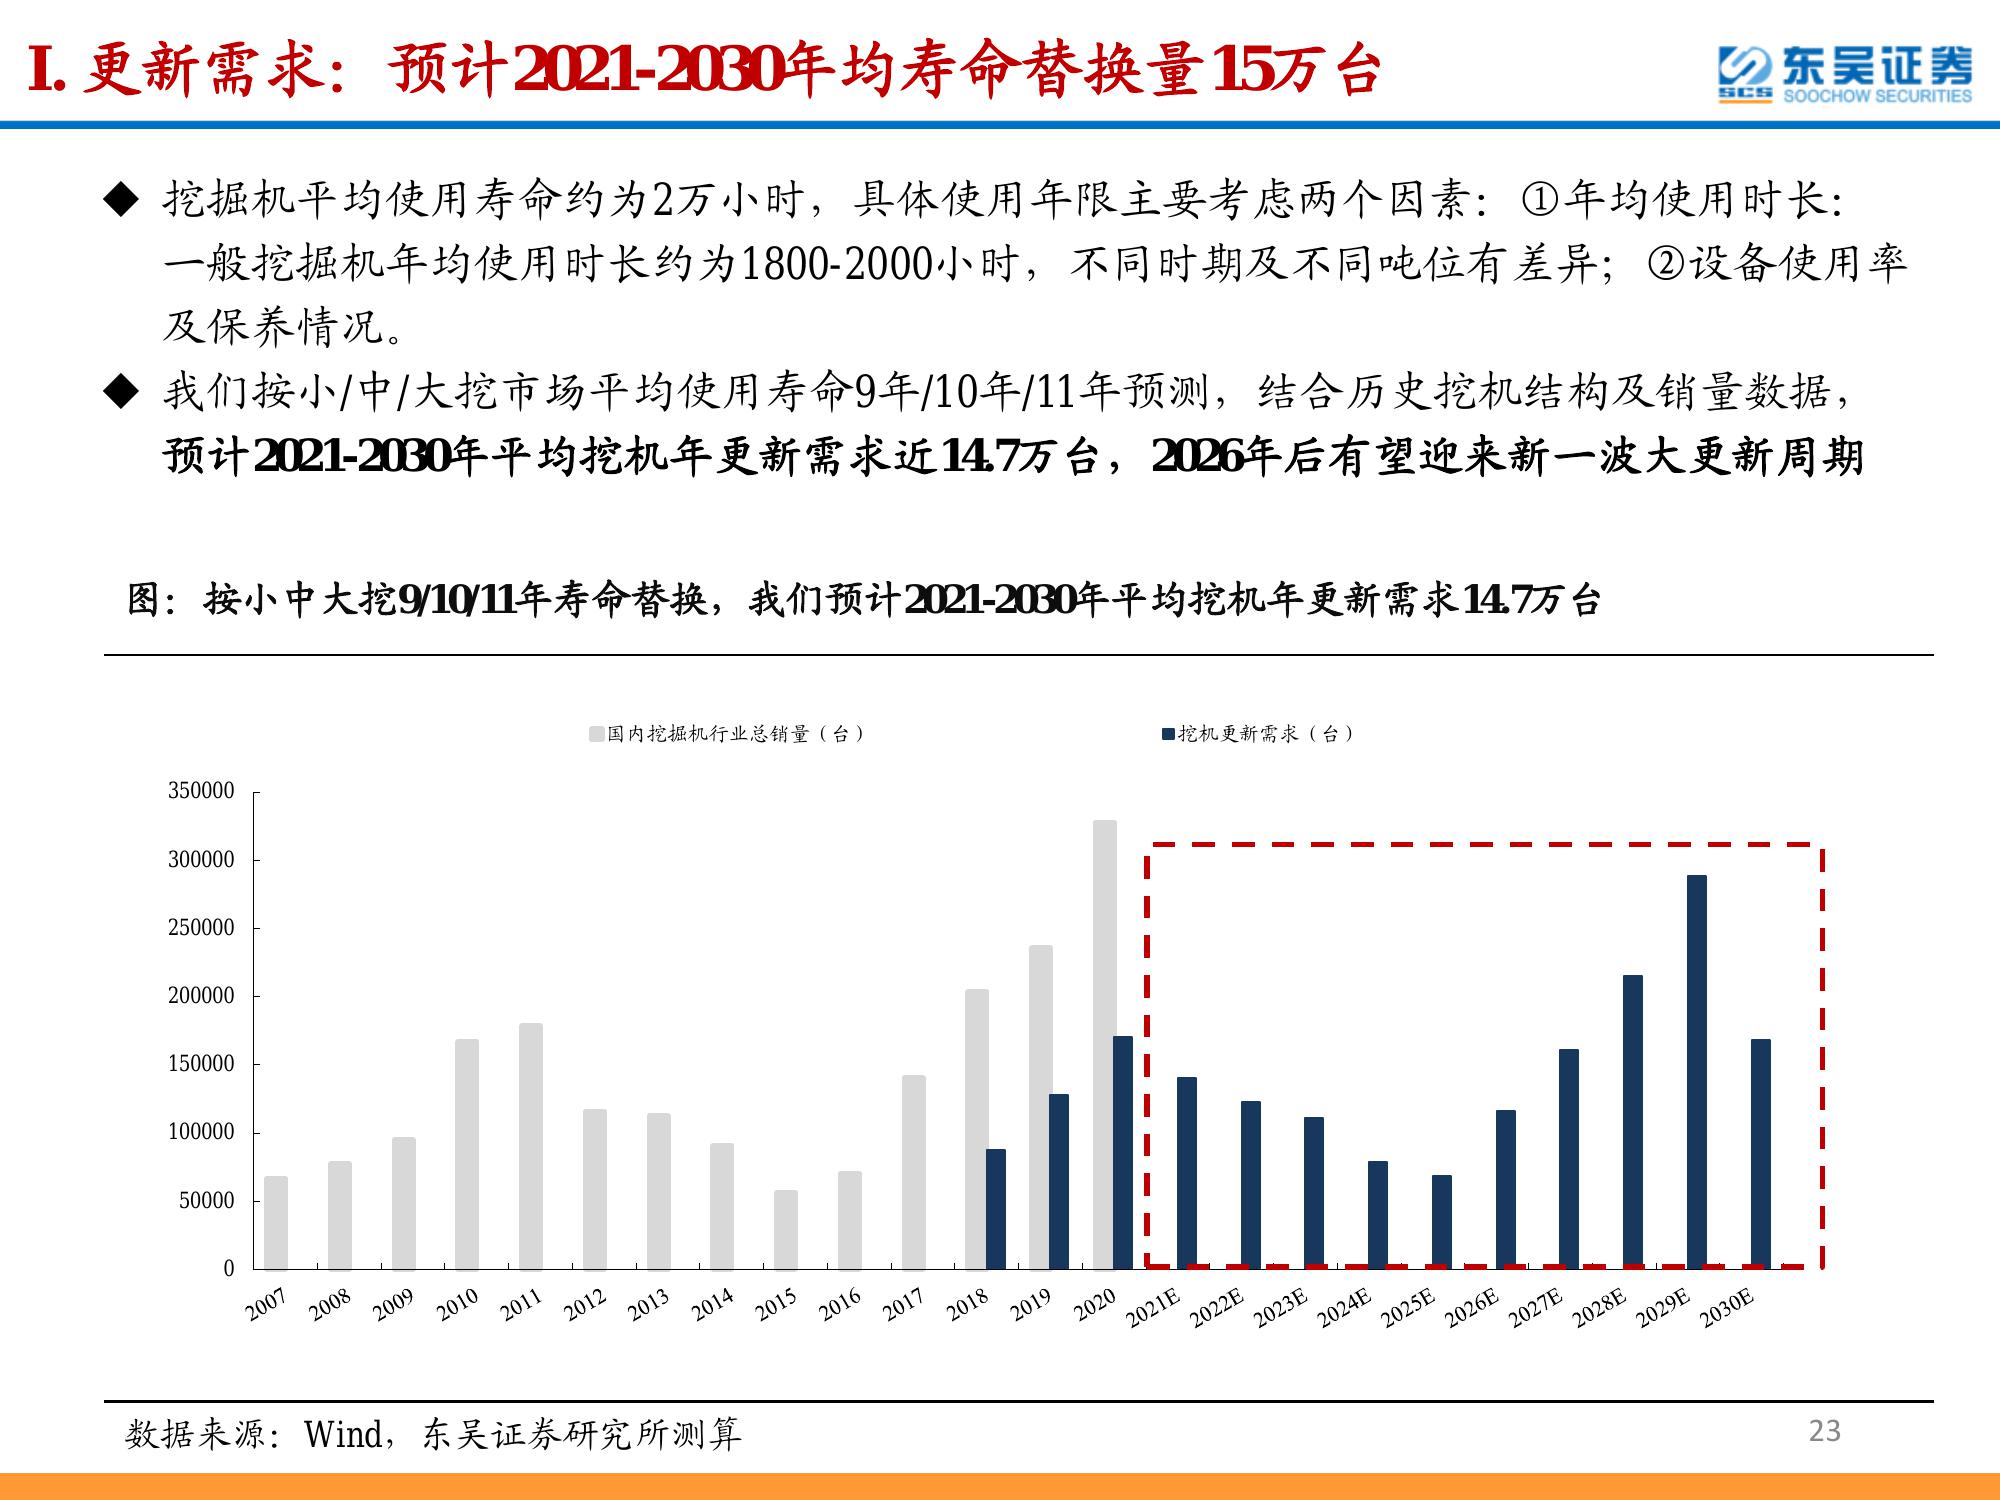 I. 更新需求：预计2021-2030年均寿命替换量15万台
东吴证券
SCS
SOOCHOW SECURITIES
◆ 挖掘机平均使用寿命约为2万小时，具体使用年限主要考虑两个因素：①年均使用时长：
一般挖掘机年均使用时长约为1800-2000小时，不同时期及不同吨位有差异；②设备使用率
及保养情况。
◆ 我们按小/中/大挖市场平均使用寿命9年/10年/11年预测，结合历史挖机结构及销量数据，
预计2021-2030年平均挖机年更新需求近14.7万台，2026年后有望迎来新一波大更新周期
图：按小中大挖9/10/11年寿命替换，我们预计2021-2030年平均挖机年更新需求14.7万台
国内挖掘机行业总销量（台） 挖机更新需求（台）
350000
300000
250000
200000
150000
100000
50000
0
2007 2008 2009 2010 2011 2012 2013 2014 2015 2016 2017 2018 2019 2020 2021E 2022E 2023E 2024E 2025E 2026E 2027E 2028E 2029E 2030E
数据来源：Wind，东吴证券研究所测算
23